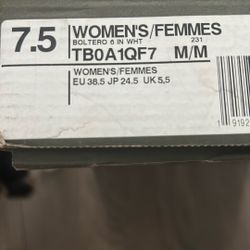 7.5
WOMEN'S/FEMMES
BOLTERO 6 IN WHT 231
TB0A1QF7 M/M
WOMEN'S/FEMMES
EU 38.5 JP 24.5 UK 5,5